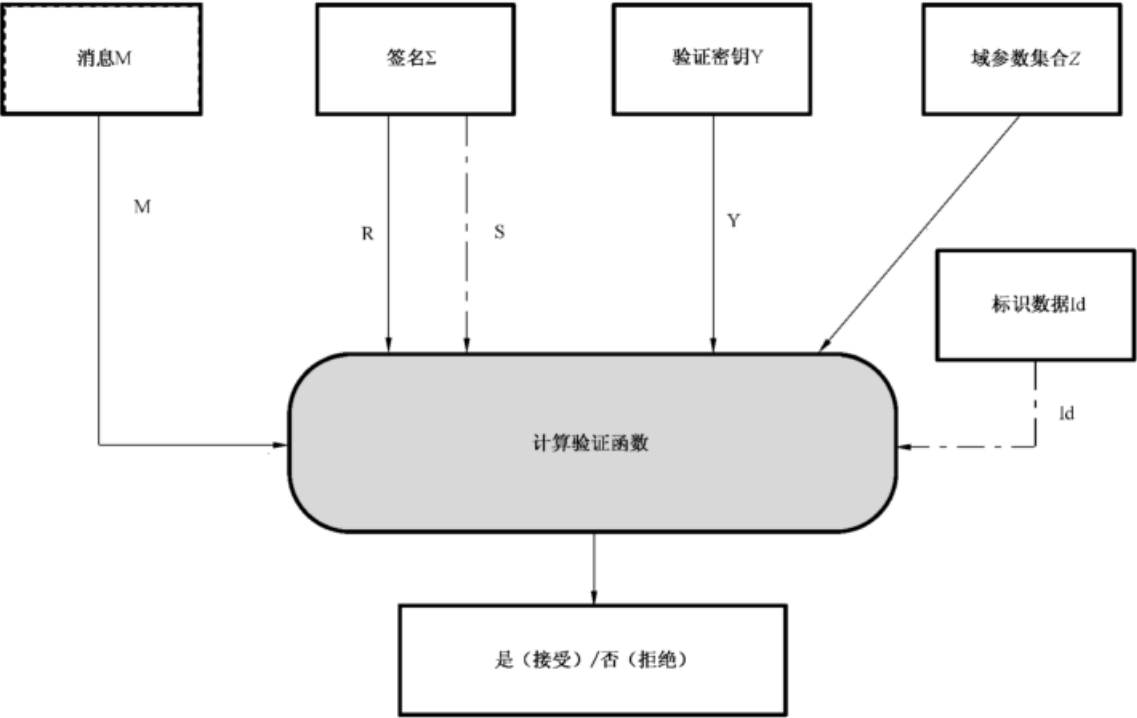 消息M
签名Σ
验证密钥Y
域参数集合Z
M
R
S
Y
标识数据Id
Id
计算验证函数
是（接受）/否（拒绝）